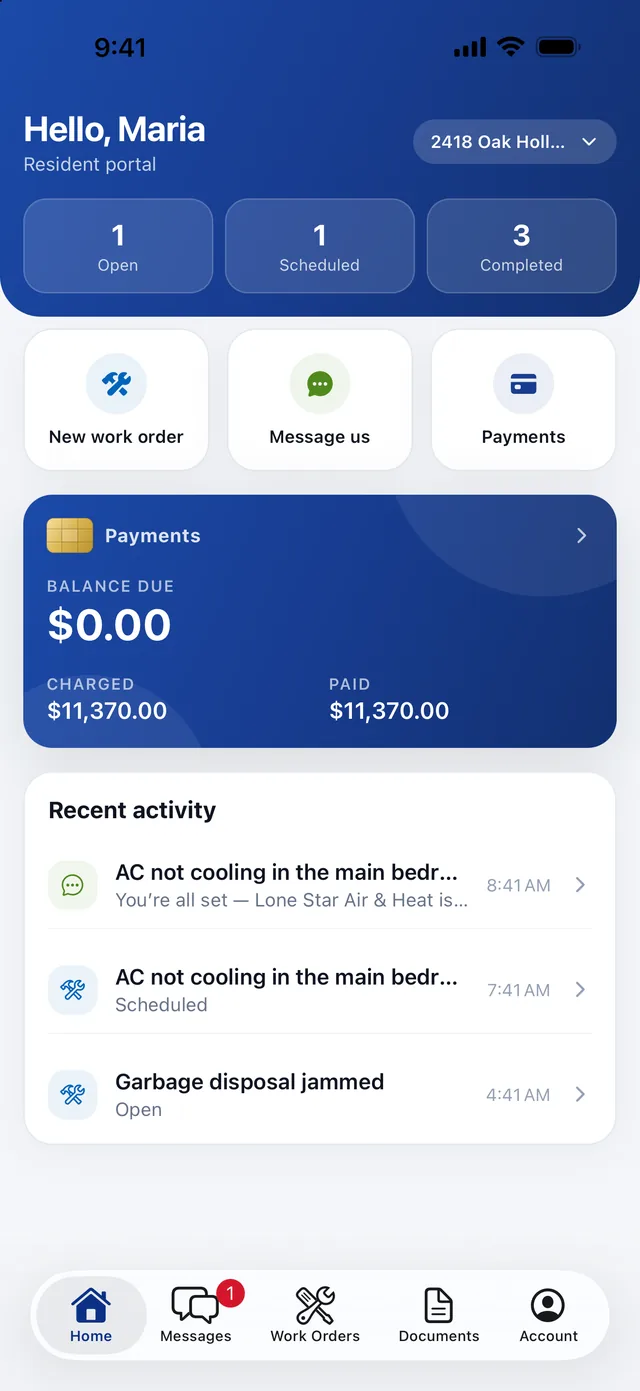 9:41
Hello, Maria
Resident portal
2418 Oak Holl...
1
Open
1
Scheduled
3
Completed
New work order
Message us
Payments
Payments
BALANCE DUE
$0.00
CHARGED
$11,370.00
PAID
$11,370.00
Recent activity
AC not cooling in the main bedr...
You’re all set — Lone Star Air & Heat is...
8:41 AM
AC not cooling in the main bedr...
Scheduled
7:41 AM
Garbage disposal jammed
Open
4:41 AM
1
Home
Messages
Work Orders
Documents
Account